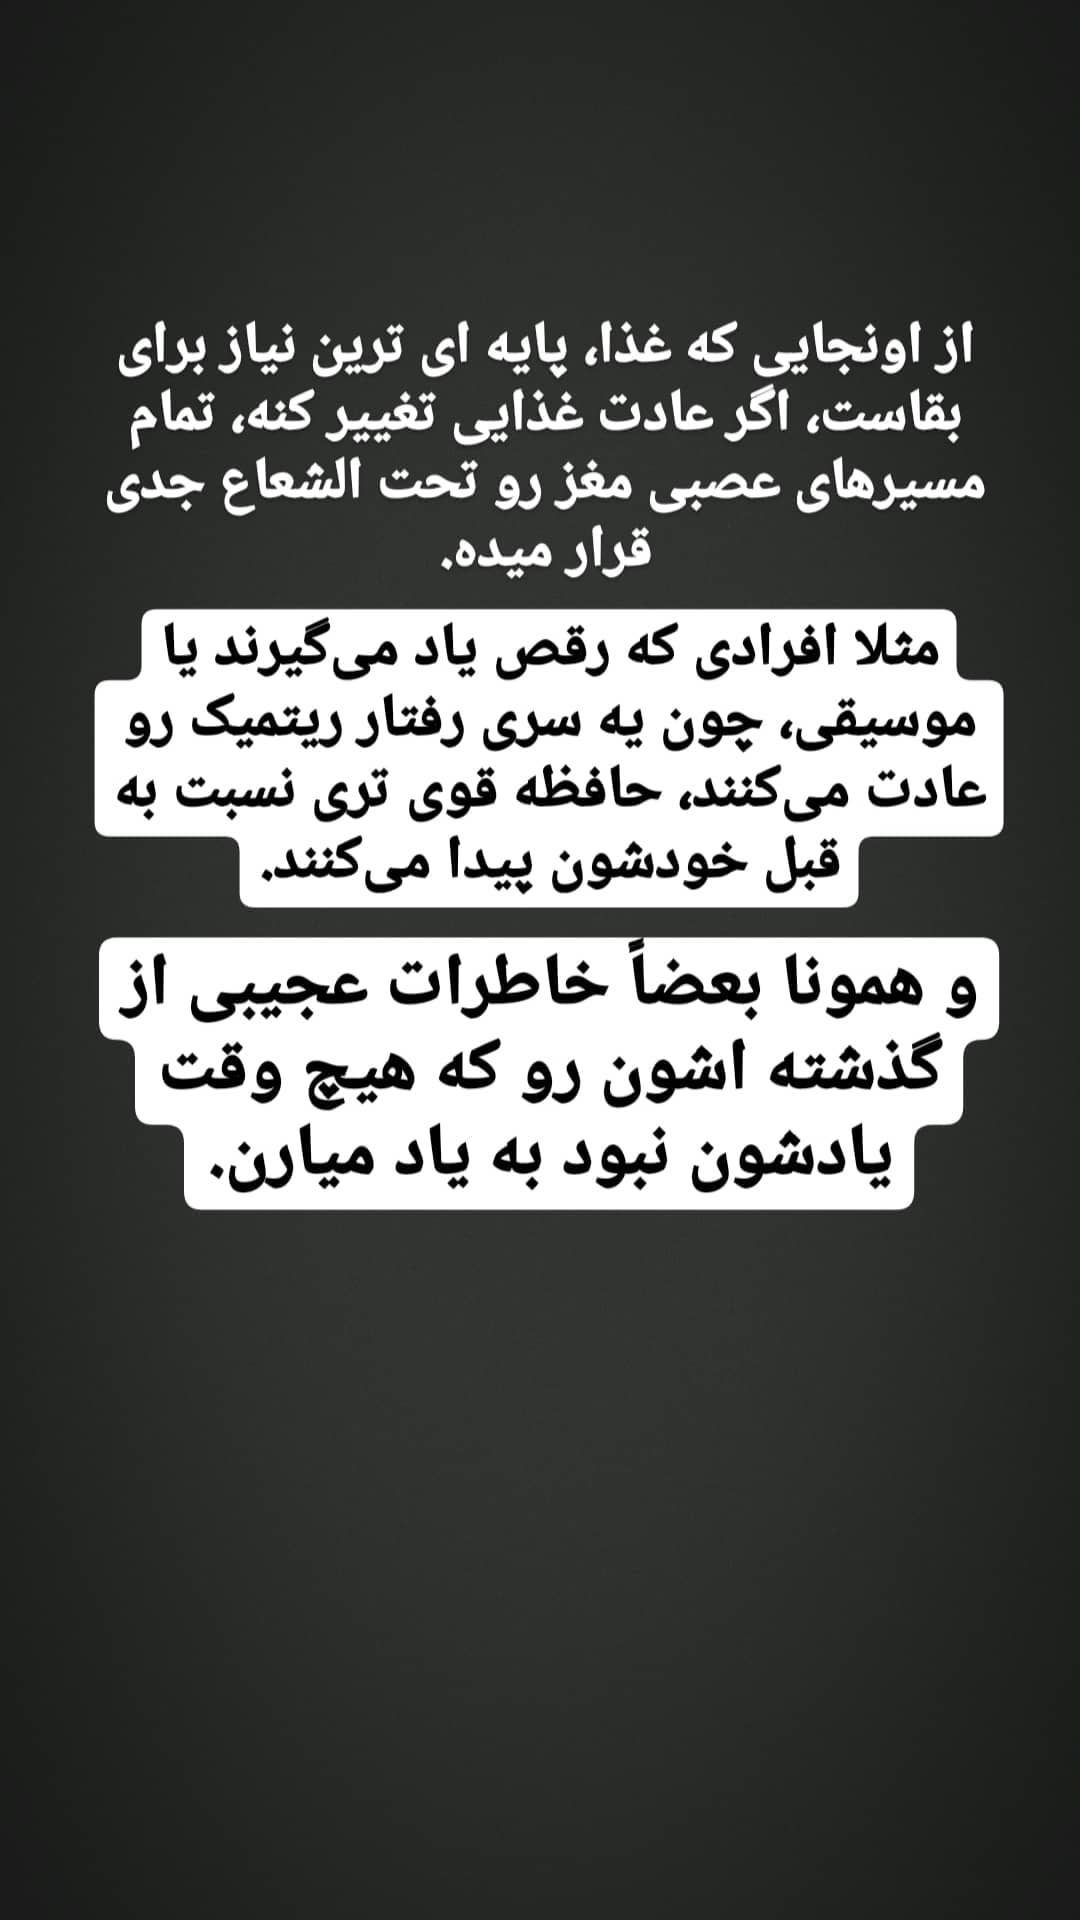 از اونجایی که غذا، پایه ای ترین نیاز برای
بقاست، اگر عادت غذایی تغییر کنه، تمام
مسیرهای عصبی مغز رو تحت الشعاع جدی
قرار میده.
مثلا افرادی که رقص یاد می‌گیرند یا
موسیقی، چون یه سری رفتار ریتمیک رو
عادت می‌کنند، حافظه قوی تری نسبت به
قبل خودشون پیدا می‌کنند.
و همونا بعضاً خاطرات عجیبی از
گذشته اشون رو که هیچ وقت
یادشون نبود به یاد میارن.